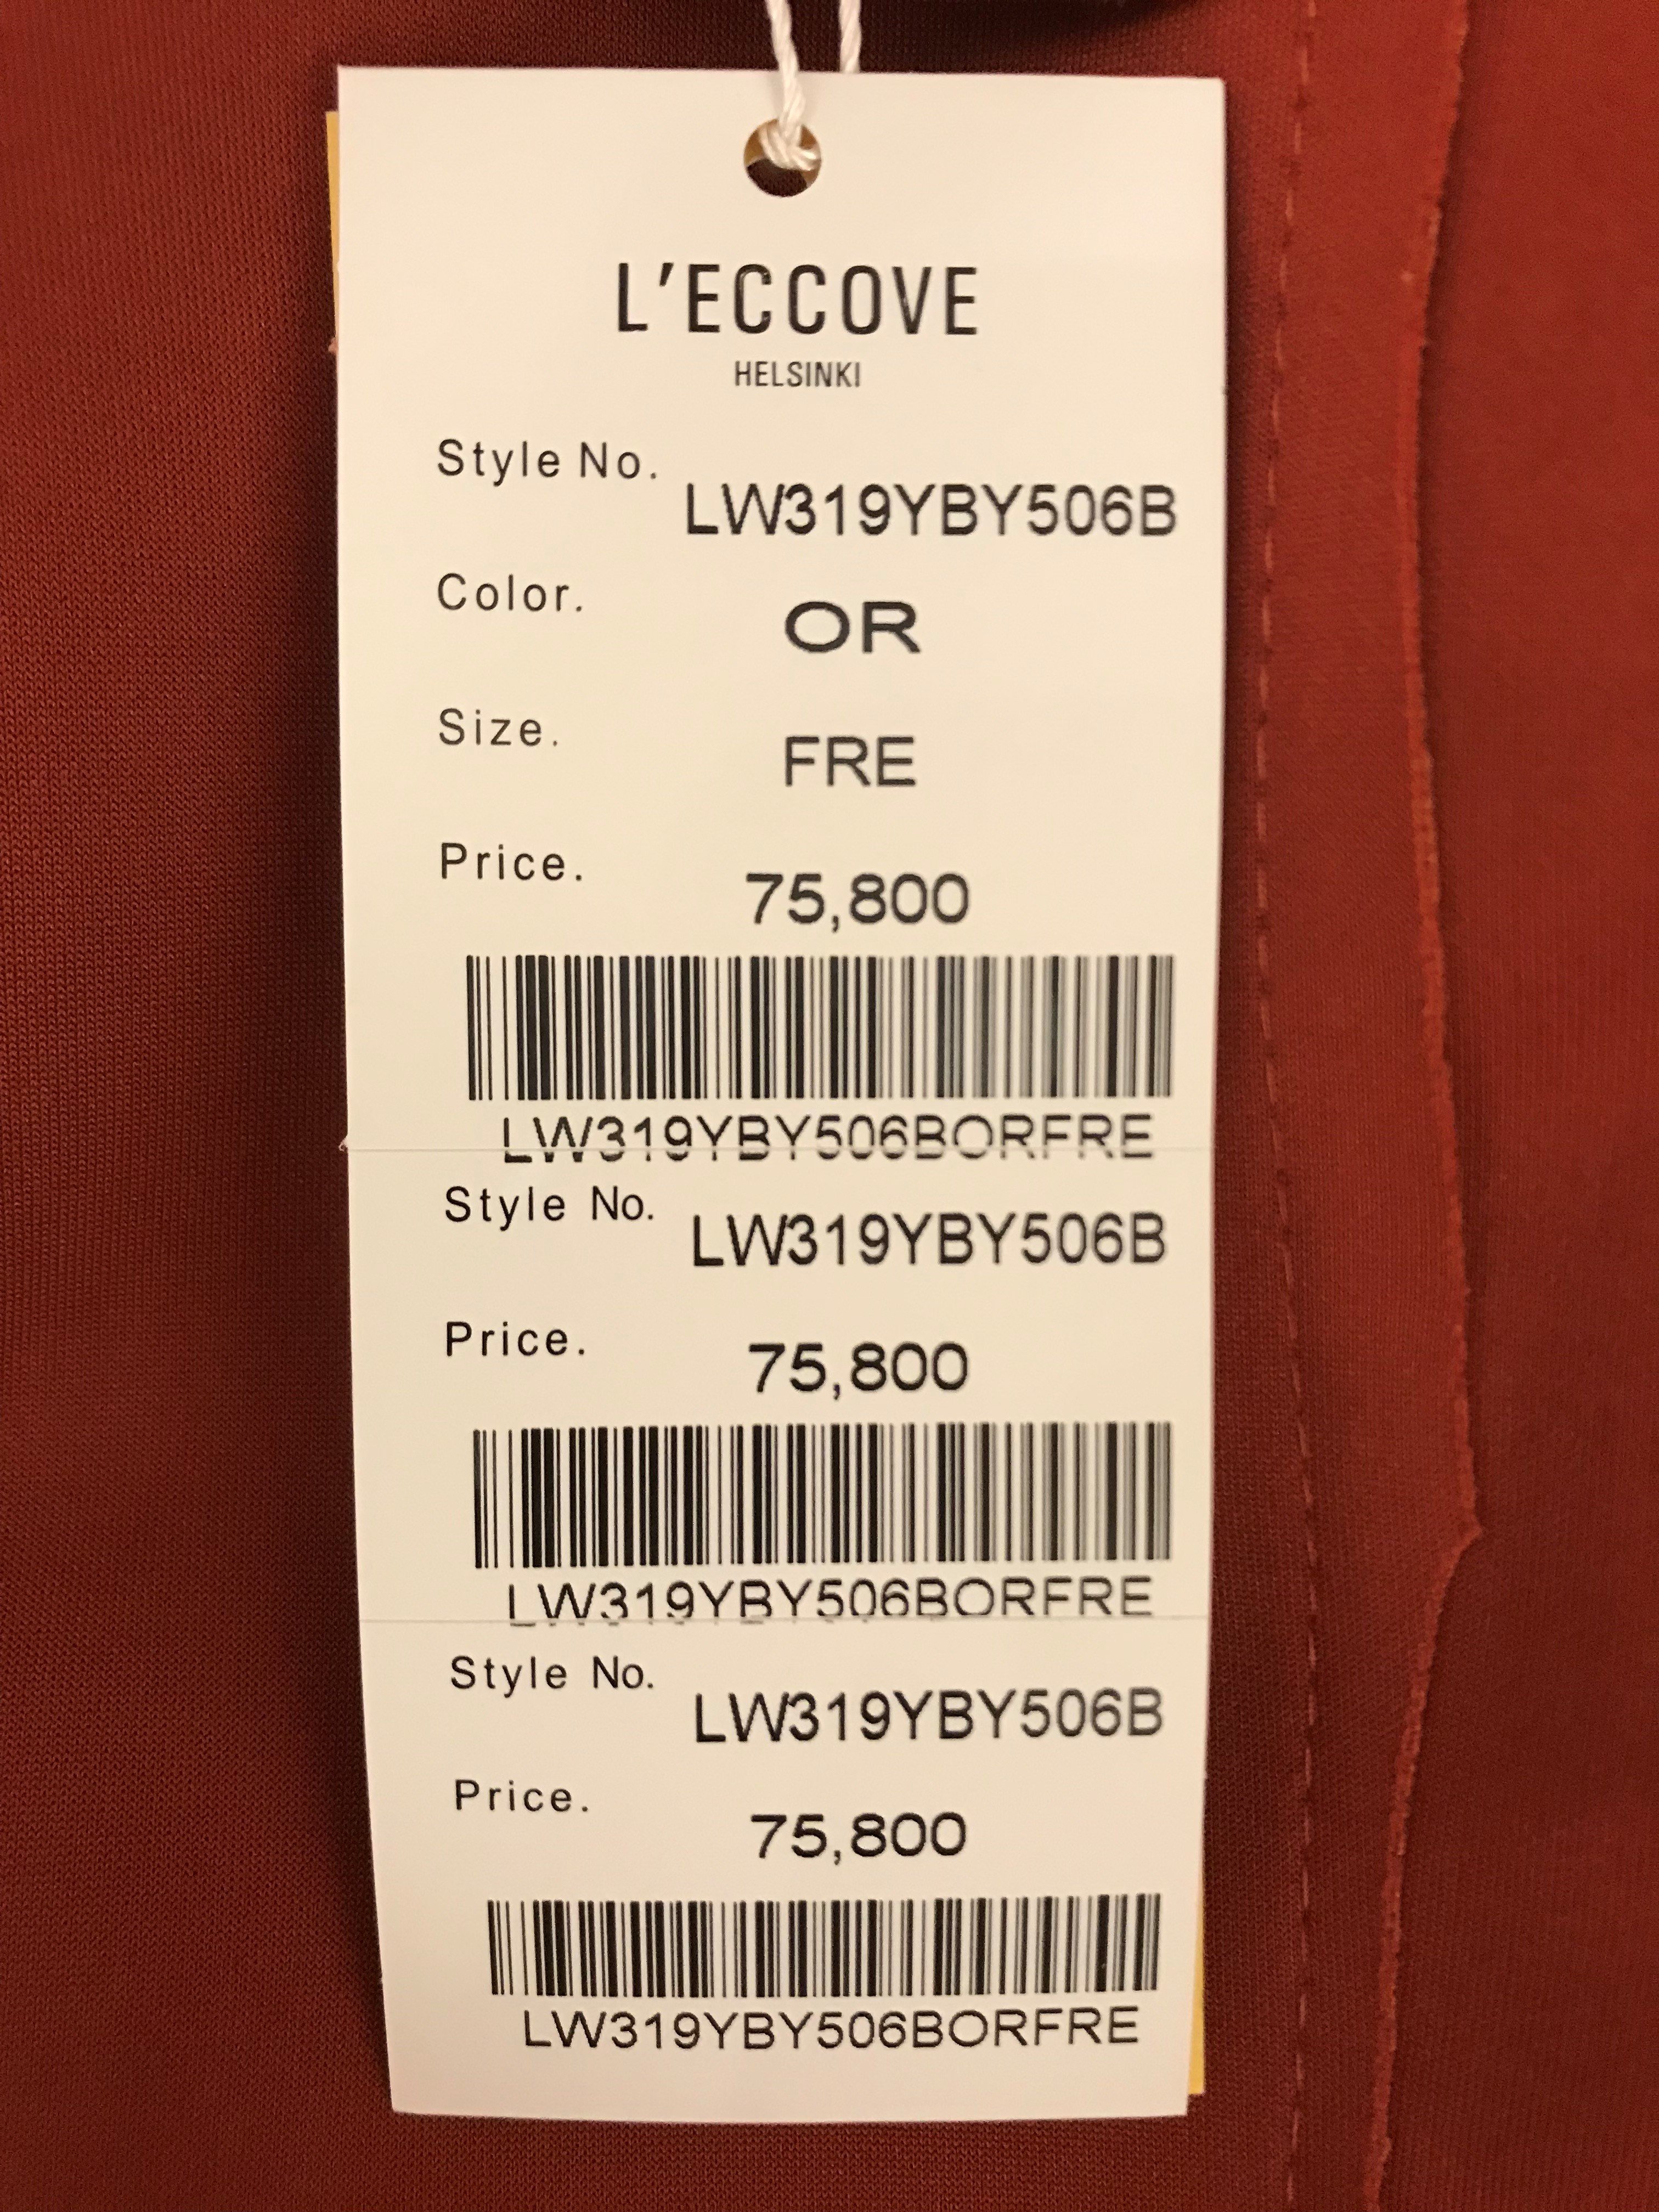 L'ECCOVE
HELSINKI
Style No.
LW319YBY506B
Color.
OR
Size.
FRE
Price.
75,800
LW319YBY506BORFRE
Style No.
LW319YBY506B
Price.
75,800
LW319YBY506BORFRE
Style No.
LW319YBY506B
Price.
75,800
LW319YBY506BORFRE